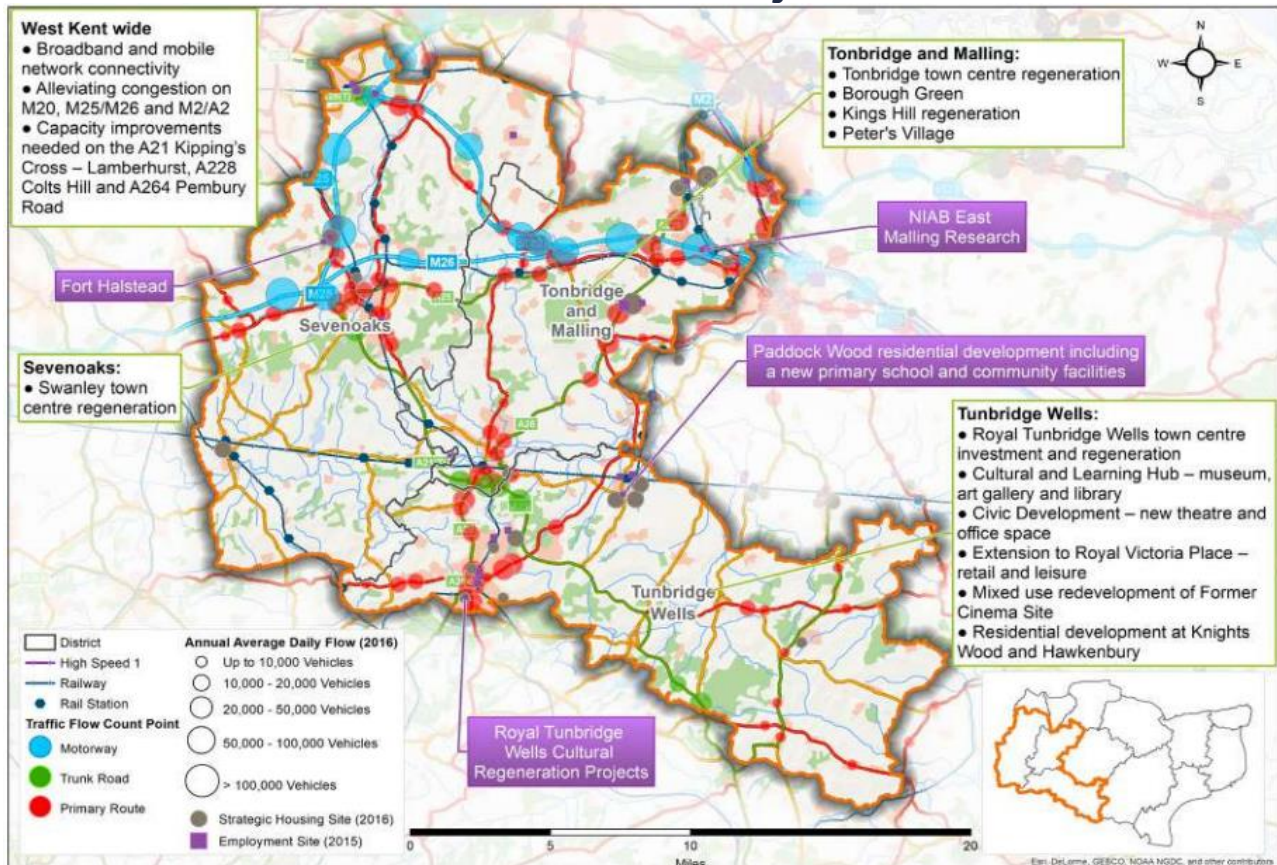 West Kent wide
● Broadband and mobile
network connectivity
● Alleviating congestion on
M20, M25/M26 and M2/A2
● Capacity improvements
needed on the A21 Kipping's
Cross – Lamberhurst, A228
Colts Hill and A264 Pembury
Road
Tonbridge and Malling:
● Tonbridge town centre regeneration
● Borough Green
● Kings Hill regeneration
● Peter's Village
N
W
E
S
M2
NIAB East
Malling Research
Fort Halstead
M26
M25
Sevenoaks
Tonbridge
and
Malling
Sevenoaks:
● Swanley town
centre regeneration
Paddock Wood residential development including
a new primary school and community facilities
A26
Tunbridge Wells:
● Royal Tunbridge Wells town centre
investment and regeneration
● Cultural and Learning Hub – museum,
art gallery and library
● Civic Development – new theatre and
office space
● Extension to Royal Victoria Place –
retail and leisure
● Mixed use redevelopment of Former
Cinema Site
● Residential development at Knights
Wood and Hawkenbury
Tunbridge
Wells
District
High Speed 1
Railway
Rail Station
Traffic Flow Count Point
Motorway
Trunk Road
Primary Route
Annual Average Daily Flow (2016)
Up to 10,000 Vehicles
10,000 - 20,000 Vehicles
20,000 - 50,000 Vehicles
50,000 - 100,000 Vehicles
> 100,000 Vehicles
Strategic Housing Site (2016)
Employment Site (2015)
Royal Tunbridge
Wells Cultural
Regeneration Projects
0 5 10 20
Miles
Esri, DeLorme, GEBCO, NOAA NGDC, and other contributors